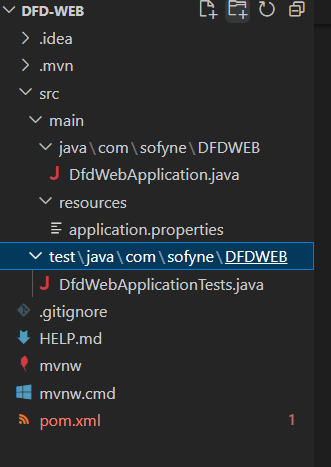 DFD-WEB
.idea
.mvn
src
main
java\com\sofyne\DFDWEB
J DfdWebApplication.java
resources
application.properties
test\java\com\sofyne\DFDWEB
J DfdWebApplicationTests.java
.gitignore
HELP.md
mvnw
mvnw.cmd
pom.xml 1